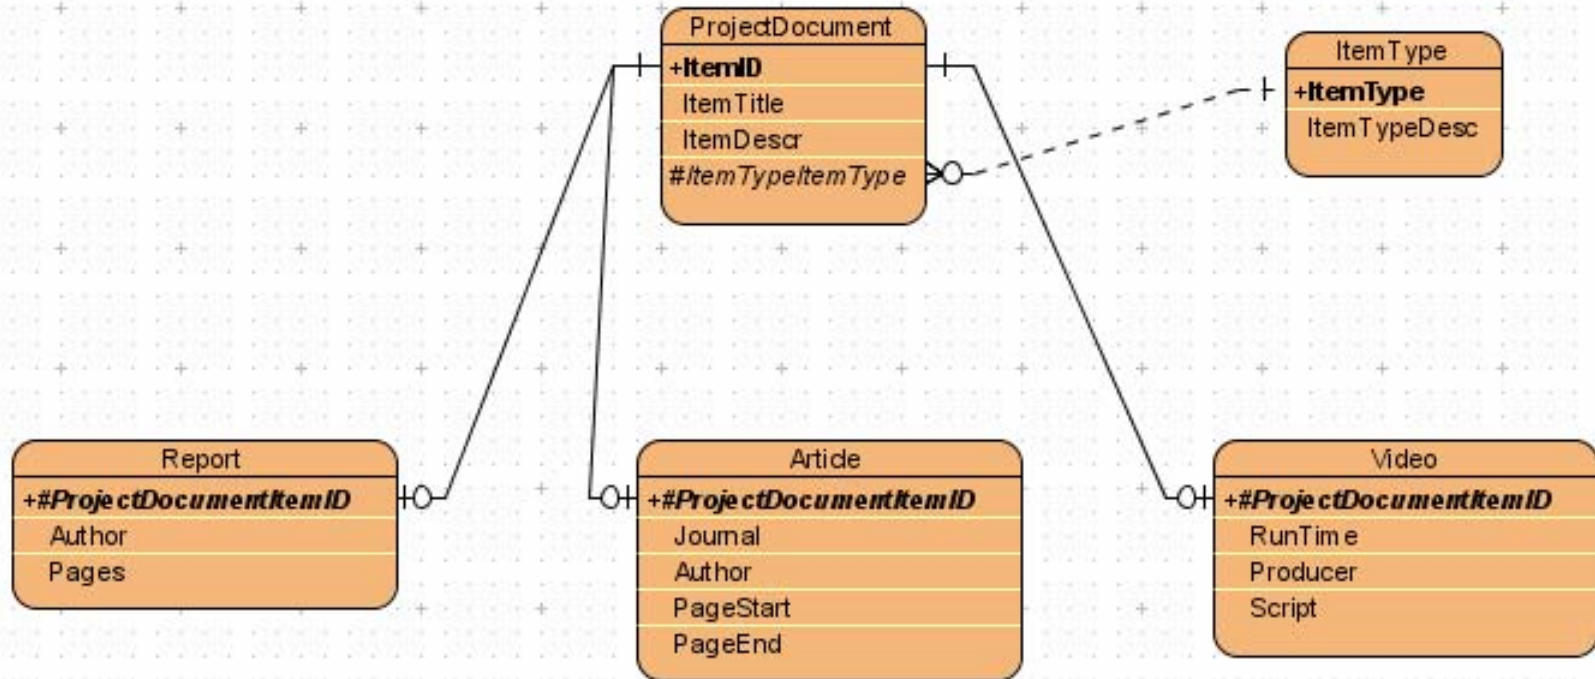 ProjectDocument
+ItemID
ItemTitle
ItemDescr
#ItemTypeItemType
ItemType
+ItemType
ItemTypeDesc
Report
+#ProjectDocumentItemID
Author
Pages
Article
+#ProjectDocumentItemID
Journal
Author
PageStart
PageEnd
Video
+#ProjectDocumentItemID
RunTime
Producer
Script